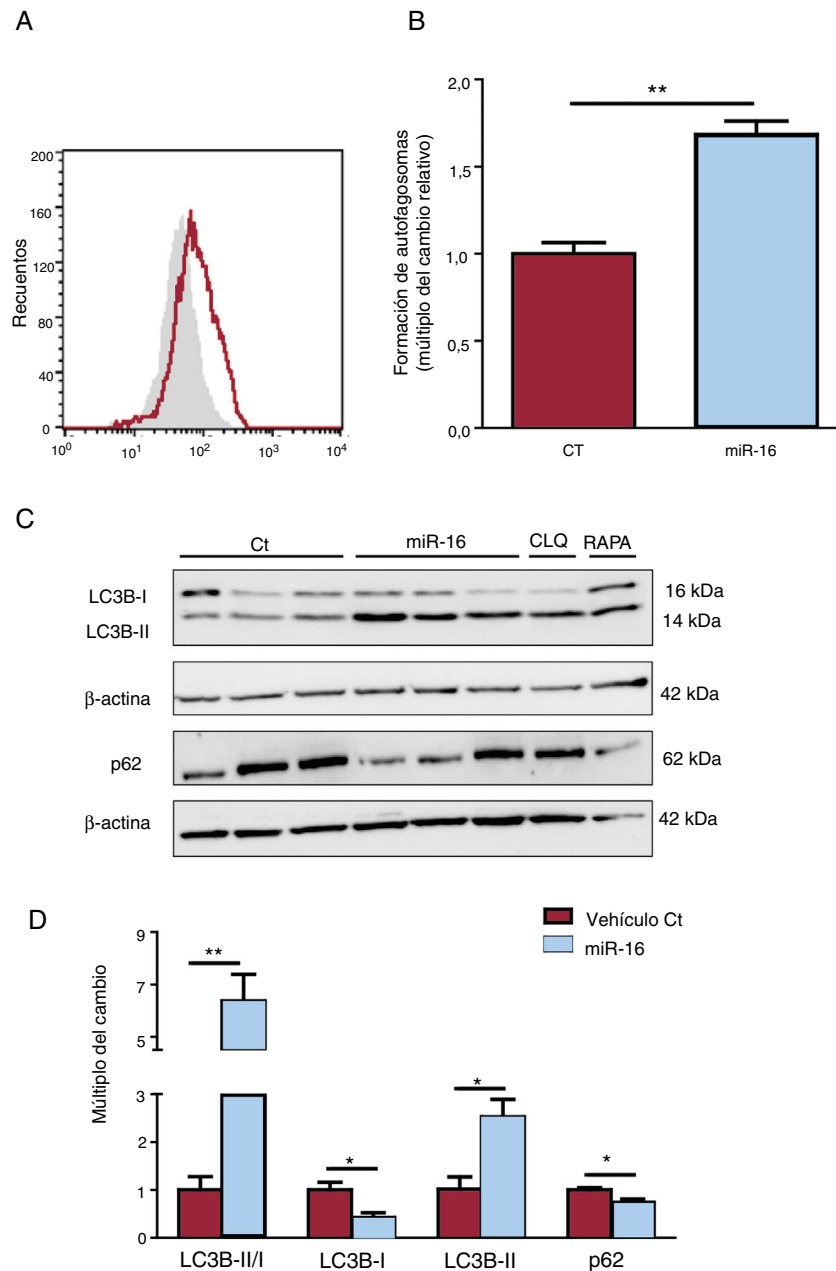 A
B
200
160
120
80
40
0
Recuentos
10⁰
10¹
10²
10³
10⁴
2,0
1,5
1,0
0,5
0,0
Formación de autofagosomas
(múltiplo del cambio relativo)
**
CT
miR-16
C
Ct
miR-16
CLQ
RAPA
LC3B-I
16 kDa
LC3B-II
14 kDa
β-actina
42 kDa
p62
62 kDa
β-actina
42 kDa
D
Vehículo Ct
miR-16
Múltiplo del cambio
9
7
5
3
2
1
0
**
*
*
*
LC3B-II/I
LC3B-I
LC3B-II
p62